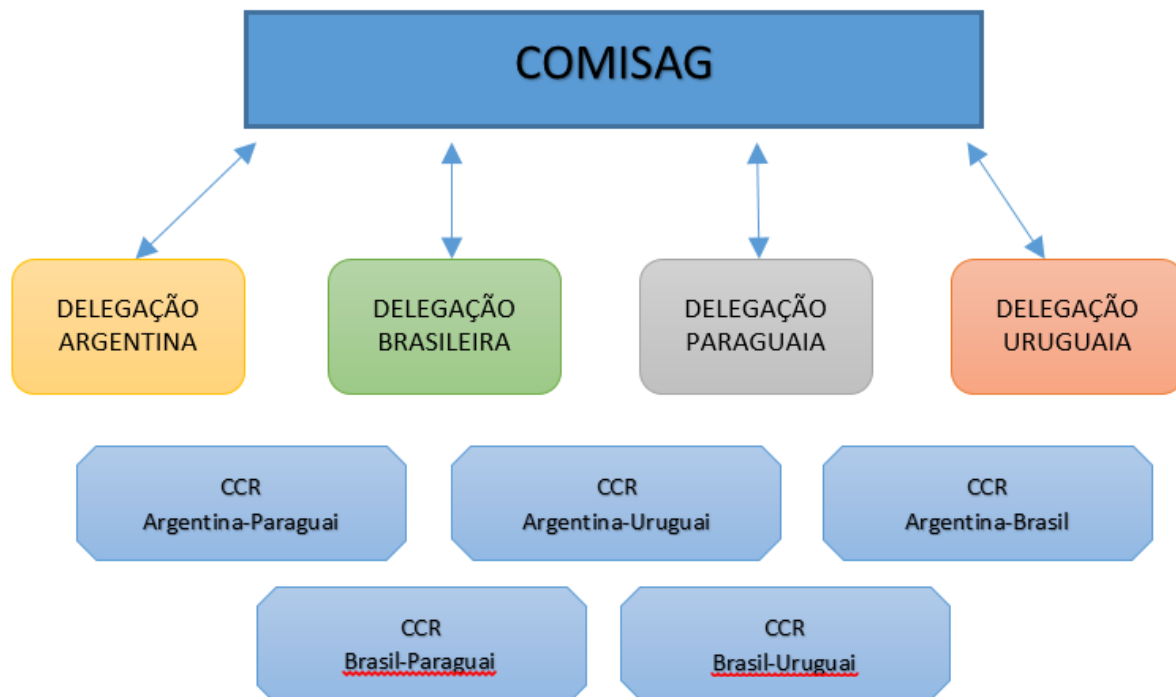 COMISAG
DELEGAÇÃO
ARGENTINA
DELEGAÇÃO
BRASILEIRA
DELEGAÇÃO
PARAGUAIA
DELEGAÇÃO
URUGUAIA
CCR
Argentina-Paraguai
CCR
Argentina-Uruguai
CCR
Argentina-Brasil
CCR
Brasil-Paraguai
CCR
Brasil-Uruguai